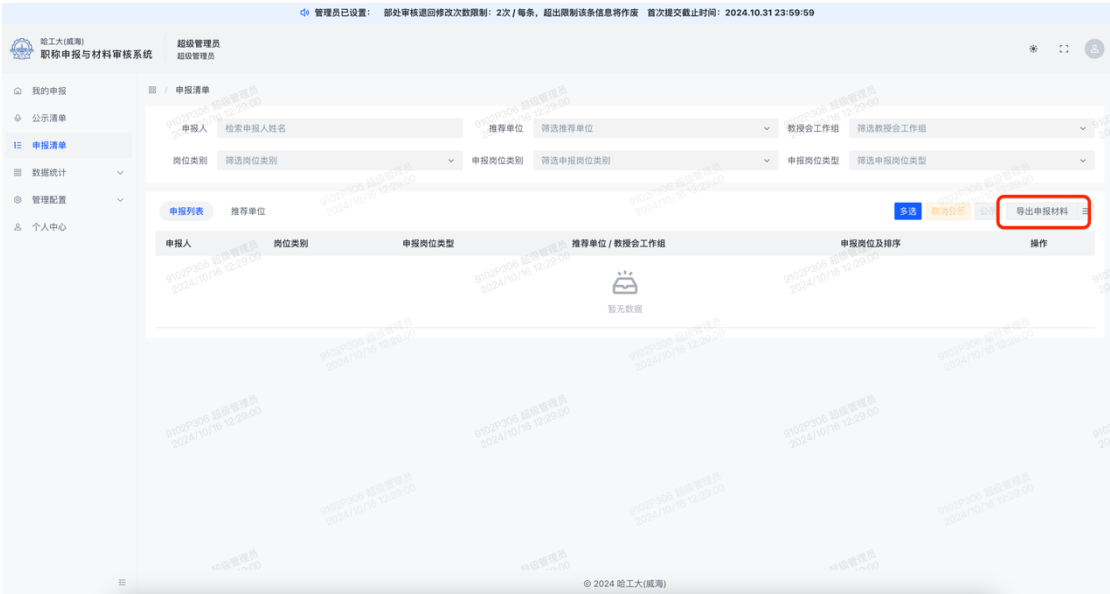 管理员已设置： 部处审核退回修改次数限制：2次 / 每条，超出限制该条信息将作废 首次提交截止时间：2024.10.31 23:59:59
哈工大(威海)
职称申报与材料审核系统
超级管理员
超级管理员
我的申报
公示清单
申报清单
数据统计
管理配置
个人中心
/ 申报清单
申报人 检索申报人姓名 推荐单位 筛选推荐单位 教授会工作组 筛选教授会工作组
岗位类别 筛选岗位类别 申报岗位类别 筛选申报岗位类别 申报岗位类型 筛选申报岗位类型
申报列表 推荐单位 多选 取消公示 公示 导出申报材料
申报人 岗位类别 申报岗位类型 推荐单位 / 教授会工作组 申报岗位及排序 操作
暂无数据
9102P306 超级管理员
2024/10/16 12:29:00
© 2024 哈工大(威海)